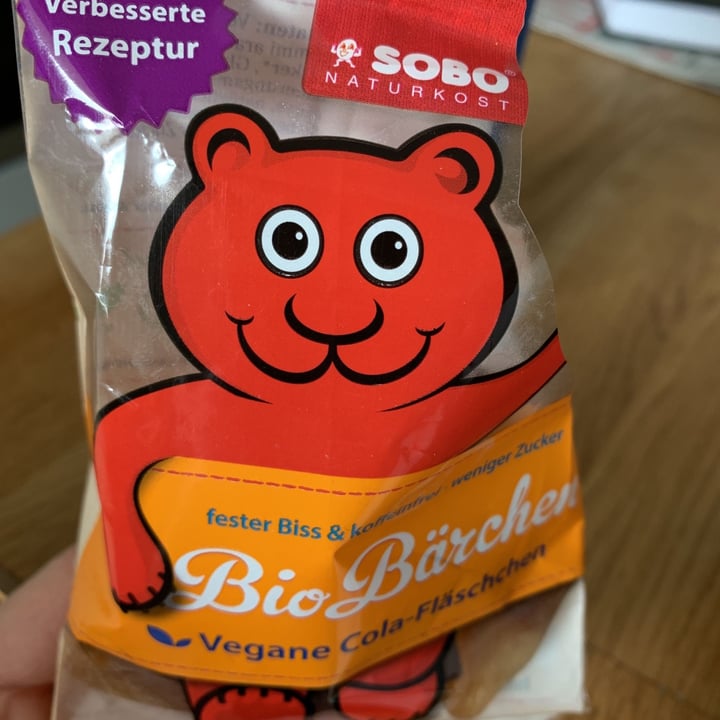 Verbesserte
Rezeptur
SOBO
NATURKOST
fester Biss & koffeinfrei weniger Zucker
Bio Bärchen
Vegane Cola-Fläschchen